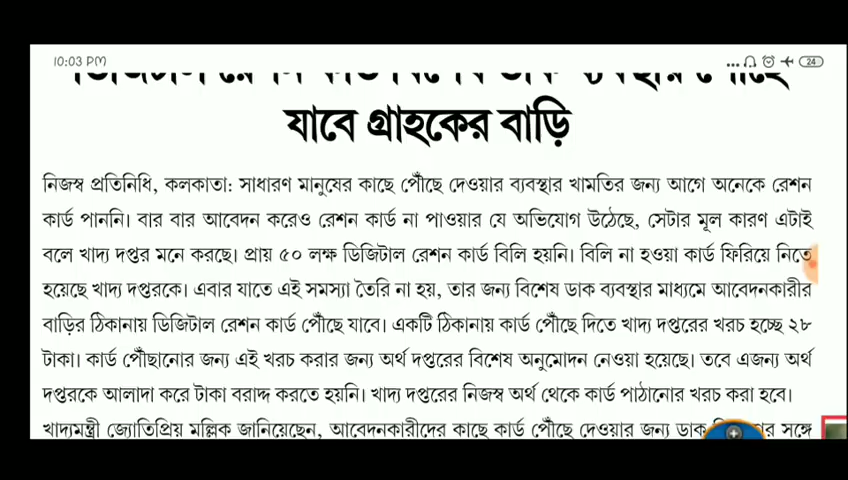 10:03 PM
24
যাবে গ্রাহকের বাড়ি
নিজস্ব প্রতিনিধি, কলকাতা: সাধারণ মানুষের কাছে পৌঁছে দেওয়ার ব্যবস্থার খামতির জন্য আগে অনেকে রেশন
কার্ড পাননি। বার বার আবেদন করেও রেশন কার্ড না পাওয়ার যে অভিযোগ উঠেছে, সেটার মূল কারণ এটাই
বলে খাদ্য দপ্তর মনে করছে। প্রায় ৫০ লক্ষ ডিজিটাল রেশন কার্ড বিলি হয়নি। বিলি না হওয়া কার্ড ফিরিয়ে নিতে
হয়েছে খাদ্য দপ্তরকে। এবার যাতে এই সমস্যা তৈরি না হয়, তার জন্য বিশেষ ডাক ব্যবস্থার মাধ্যমে আবেদনকারীর
বাড়ির ঠিকানায় ডিজিটাল রেশন কার্ড পৌঁছে যাবে। একটি ঠিকানায় কার্ড পৌঁছে দিতে খাদ্য দপ্তরের খরচ হচ্ছে ২৮
টাকা। কার্ড পৌঁছানোর জন্য এই খরচ করার জন্য অর্থ দপ্তরের বিশেষ অনুমোদন নেওয়া হয়েছে। তবে এজন্য অর্থ
দপ্তরকে আলাদা করে টাকা বরাদ্দ করতে হয়নি। খাদ্য দপ্তরের নিজস্ব অর্থ থেকে কার্ড পাঠানোর খরচ করা হবে।
খাদ্যমন্ত্রী জ্যোতিপ্রিয় মল্লিক জানিয়েছেন, আবেদনকারীদের কাছে কার্ড পৌঁছে দেওয়ার জন্য ডাক সঙ্গে